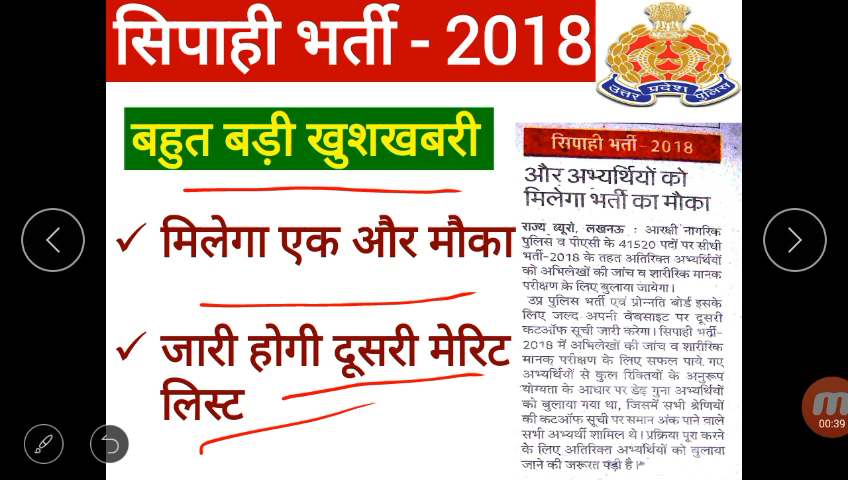 सिपाही भर्ती - 2018
उत्तर प्रदेश पुलिस
बहुत बड़ी खुशखबरी
✓ मिलेगा एक और मौका
✓ जारी होगी दूसरी मेरिट
लिस्ट
सिपाही भर्ती-2018
और अभ्यर्थियों को
मिलेगा भर्ती का मौका
राज्य ब्यूरो, लखनऊ : आरक्षी नागरिक
पुलिस व पीएसी के 41520 पदों पर सीधी
भर्ती-2018 के तहत अतिरिक्त अभ्यर्थियों
को अभिलेखों की जांच व शारीरिक मानक
परीक्षण के लिए बुलाया जायेगा।
उप्र पुलिस भर्ती एवं प्रोन्नति बोर्ड इसके
लिए जल्द अपनी वेबसाइट पर दूसरी
कटऑफ सूची जारी करेगा। सिपाही भर्ती-
2018 में अभिलेखों की जांच व शारीरिक
मानक परीक्षण के लिए सफल पाये गए
अभ्यर्थियों से कुल रिक्तियों के अनुरूप
योग्यता के आधार पर डेढ़ गुना अभ्यर्थियों
को बुलाया गया था, जिसमें सभी श्रेणियों
की कटऑफ सूची पर समान अंक पाने वाले
सभी अभ्यर्थी शामिल थे। प्रक्रिया पूरा करने
के लिए अतिरिक्त अभ्यर्थियों को बुलाया
जाने की जरूरत पड़ी है।
00:39